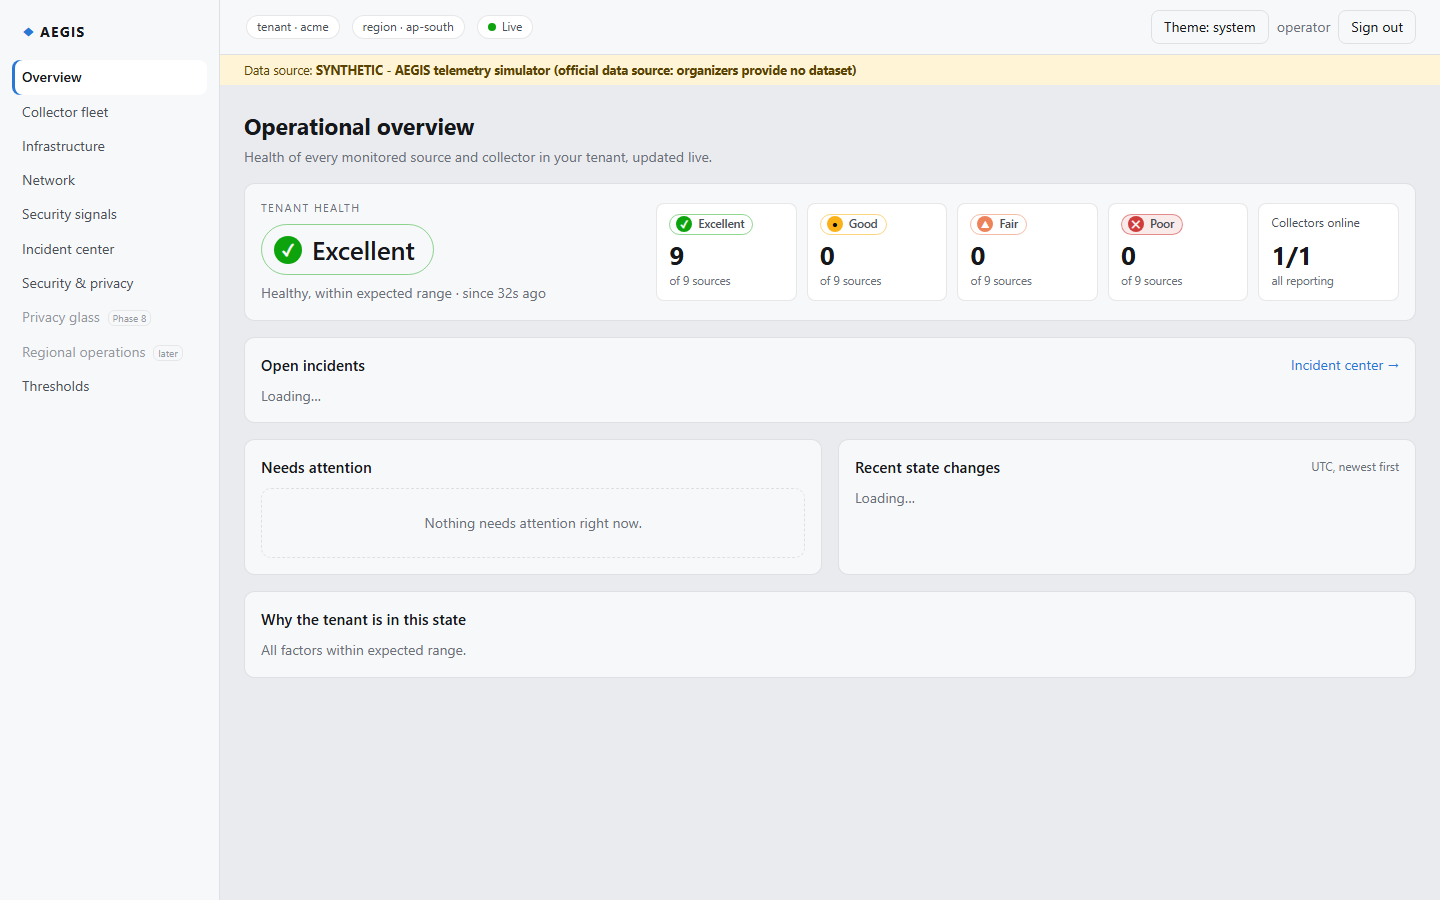 AEGIS
Overview
Collector fleet
Infrastructure
Network
Security signals
Incident center
Security & privacy
Privacy glass Phase 8
Regional operations later
Thresholds
tenant · acme
region · ap-south
Live
Theme: system
operator
Sign out
Data source: SYNTHETIC - AEGIS telemetry simulator (official data source: organizers provide no dataset)
Operational overview
Health of every monitored source and collector in your tenant, updated live.
TENANT HEALTH
Excellent
Healthy, within expected range · since 32s ago
Excellent
9
of 9 sources
Good
0
of 9 sources
Fair
0
of 9 sources
Poor
0
of 9 sources
Collectors online
1/1
all reporting
Open incidents
Incident center →
Loading...
Needs attention
Nothing needs attention right now.
Recent state changes
UTC, newest first
Loading...
Why the tenant is in this state
All factors within expected range.